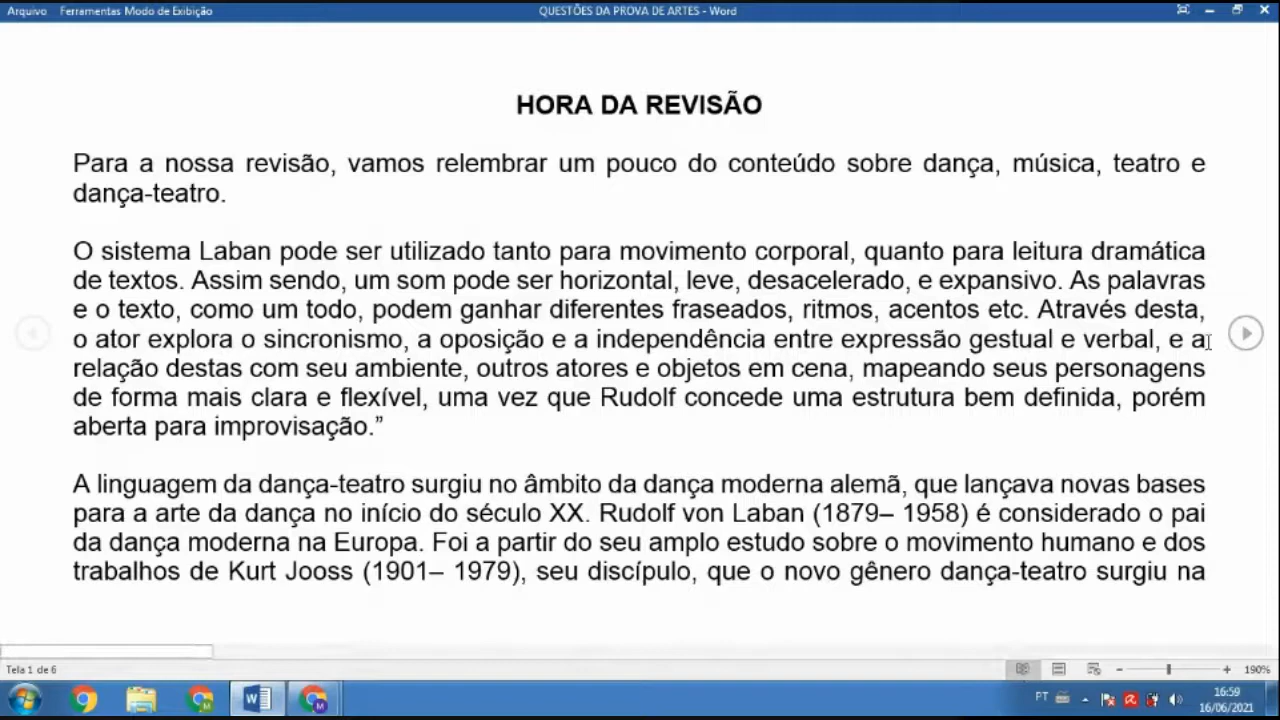 Arquivo Ferramentas Modo de Exibição QUESTÕES DA PROVA DE ARTES - Word
HORA DA REVISÃO
Para a nossa revisão, vamos relembrar um pouco do conteúdo sobre dança, música, teatro e
dança-teatro.
O sistema Laban pode ser utilizado tanto para movimento corporal, quanto para leitura dramática
de textos. Assim sendo, um som pode ser horizontal, leve, desacelerado, e expansivo. As palavras
e o texto, como um todo, podem ganhar diferentes fraseados, ritmos, acentos etc. Através desta,
o ator explora o sincronismo, a oposição e a independência entre expressão gestual e verbal, e a
relação destas com seu ambiente, outros atores e objetos em cena, mapeando seus personagens
de forma mais clara e flexível, uma vez que Rudolf concede uma estrutura bem definida, porém
aberta para improvisação.”
A linguagem da dança-teatro surgiu no âmbito da dança moderna alemã, que lançava novas bases
para a arte da dança no início do século XX. Rudolf von Laban (1879– 1958) é considerado o pai
da dança moderna na Europa. Foi a partir do seu amplo estudo sobre o movimento humano e dos
trabalhos de Kurt Jooss (1901– 1979), seu discípulo, que o novo gênero dança-teatro surgiu na
Tela 1 de 6 190%
PT 16:59
16/06/2021